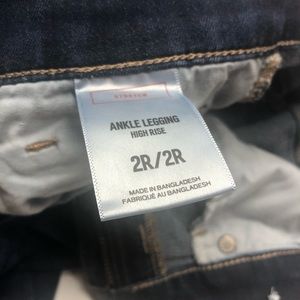 STRETCH
ANKLE LEGGING
HIGH RISE
2R/2R
MADE IN BANGLADESH
FABRIQUÉ AU BANGLADESH